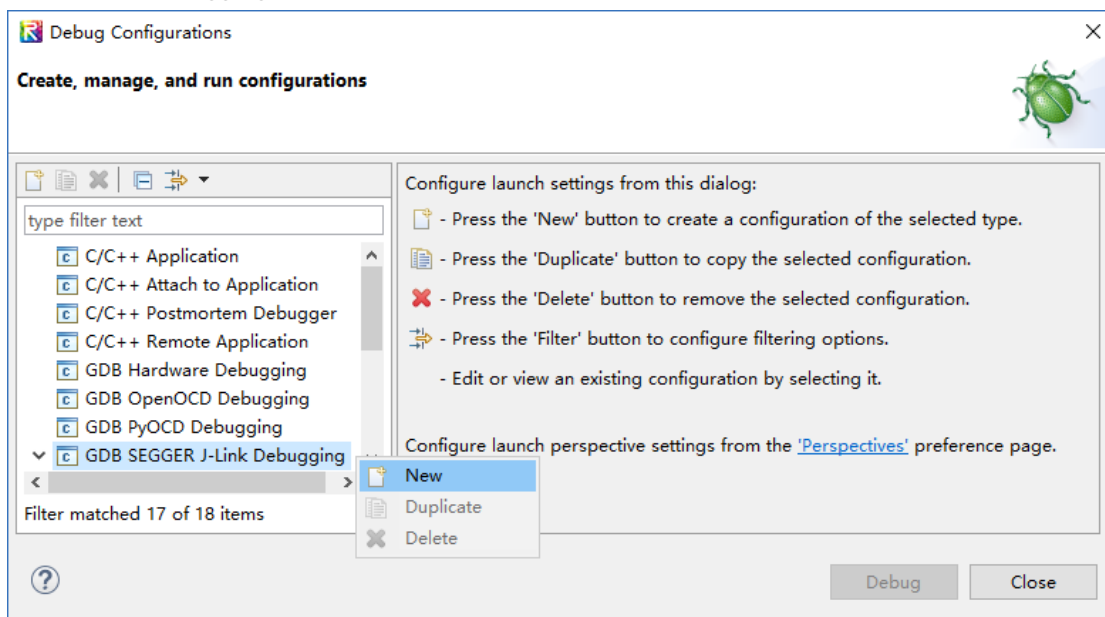 Debug Configurations
Create, manage, and run configurations
type filter text
C/C++ Application
C/C++ Attach to Application
C/C++ Postmortem Debugger
C/C++ Remote Application
GDB Hardware Debugging
GDB OpenOCD Debugging
GDB PyOCD Debugging
GDB SEGGER J-Link Debugging
Filter matched 17 of 18 items
New
Duplicate
Delete
Configure launch settings from this dialog:
- Press the 'New' button to create a configuration of the selected type.
- Press the 'Duplicate' button to copy the selected configuration.
- Press the 'Delete' button to remove the selected configuration.
- Press the 'Filter' button to configure filtering options.
- Edit or view an existing configuration by selecting it.
Configure launch perspective settings from the 'Perspectives' preference page.
Debug
Close